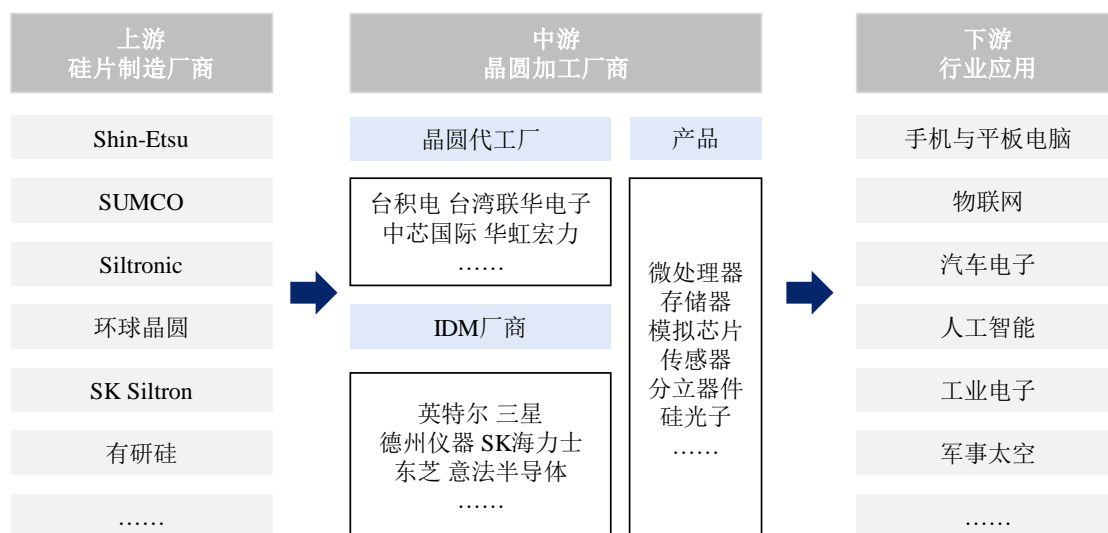 上游
硅片制造厂商
中游
晶圆加工厂商
下游
行业应用
Shin-Etsu
SUMCO
Siltronic
环球晶圆
SK Siltron
有研硅
……
晶圆代工厂
台积电 台湾联华电子
中芯国际 华虹宏力
……
IDM厂商
英特尔 三星
德州仪器 SK海力士
东芝 意法半导体
……
产品
微处理器
存储器
模拟芯片
传感器
分立器件
硅光子
……
手机与平板电脑
物联网
汽车电子
人工智能
工业电子
军事太空
……